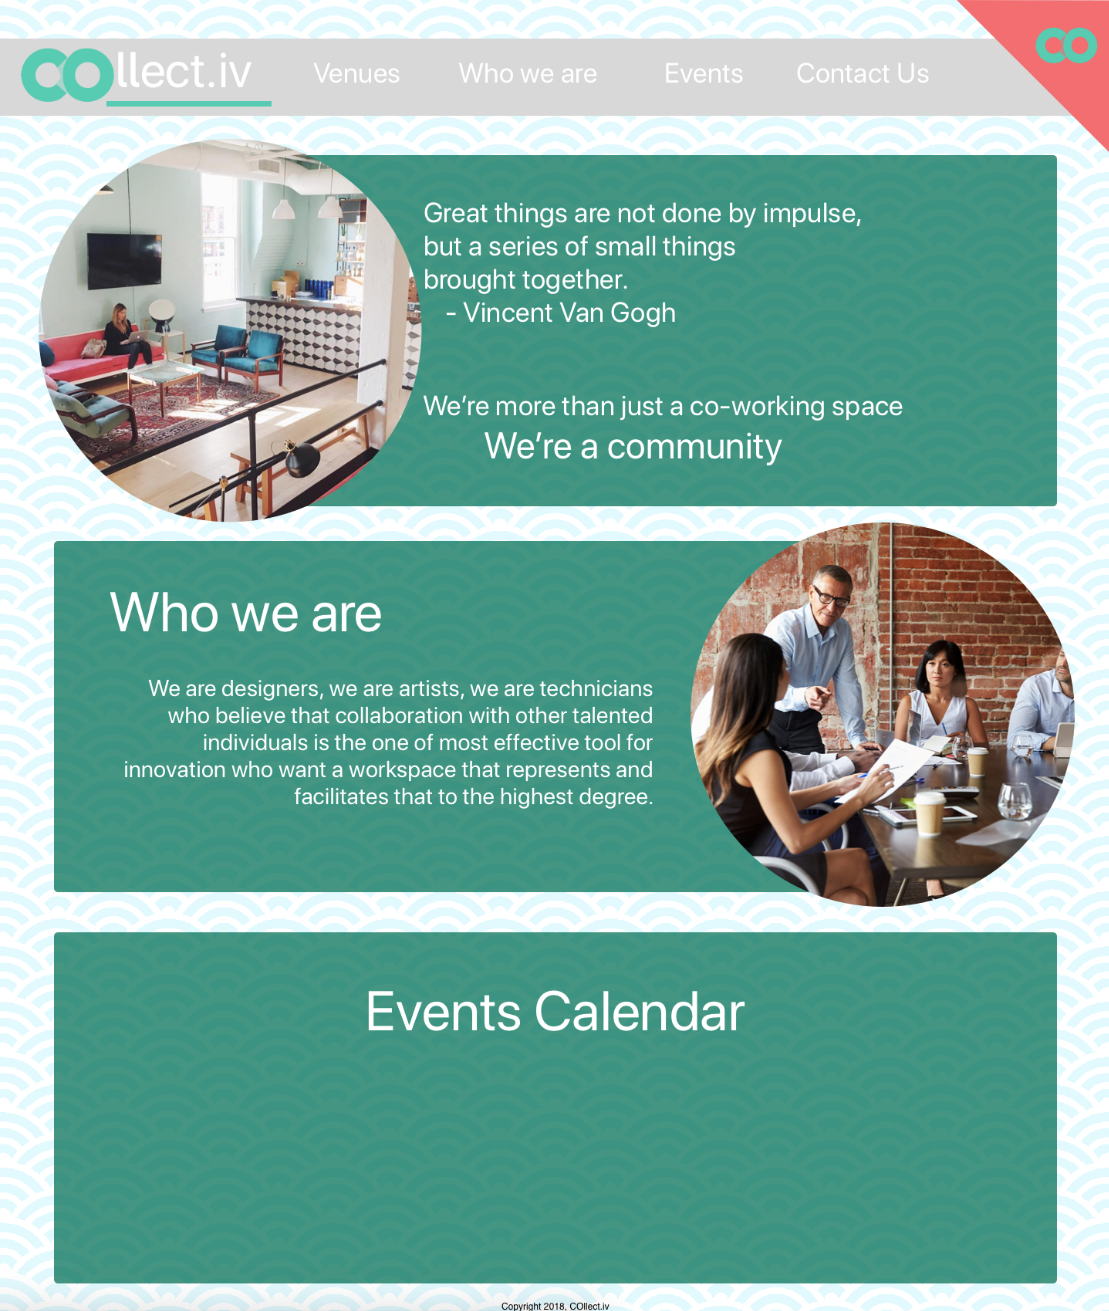 COllect.iv
Venues
Who we are
Events
Contact Us
CO
Great things are not done by impulse,
but a series of small things
brought together.
- Vincent Van Gogh
We’re more than just a co-working space
We’re a community
Who we are
We are designers, we are artists, we are technicians
who believe that collaboration with other talented
individuals is the one of most effective tool for
innovation who want a workspace that represents and
facilitates that to the highest degree.
Events Calendar
Copyright 2018, COllect.iv